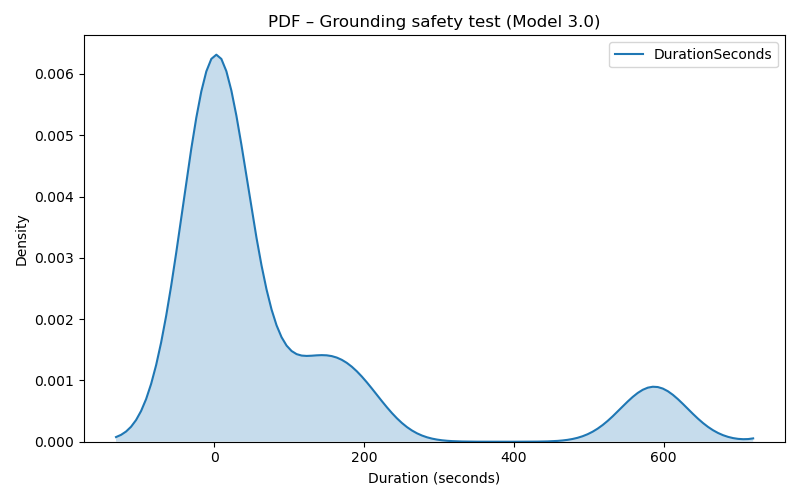 PDF – Grounding safety test (Model 3.0)
DurationSeconds
0.006
0.005
0.004
0.003
0.002
0.001
0.000
Density
0 200 400 600
Duration (seconds)